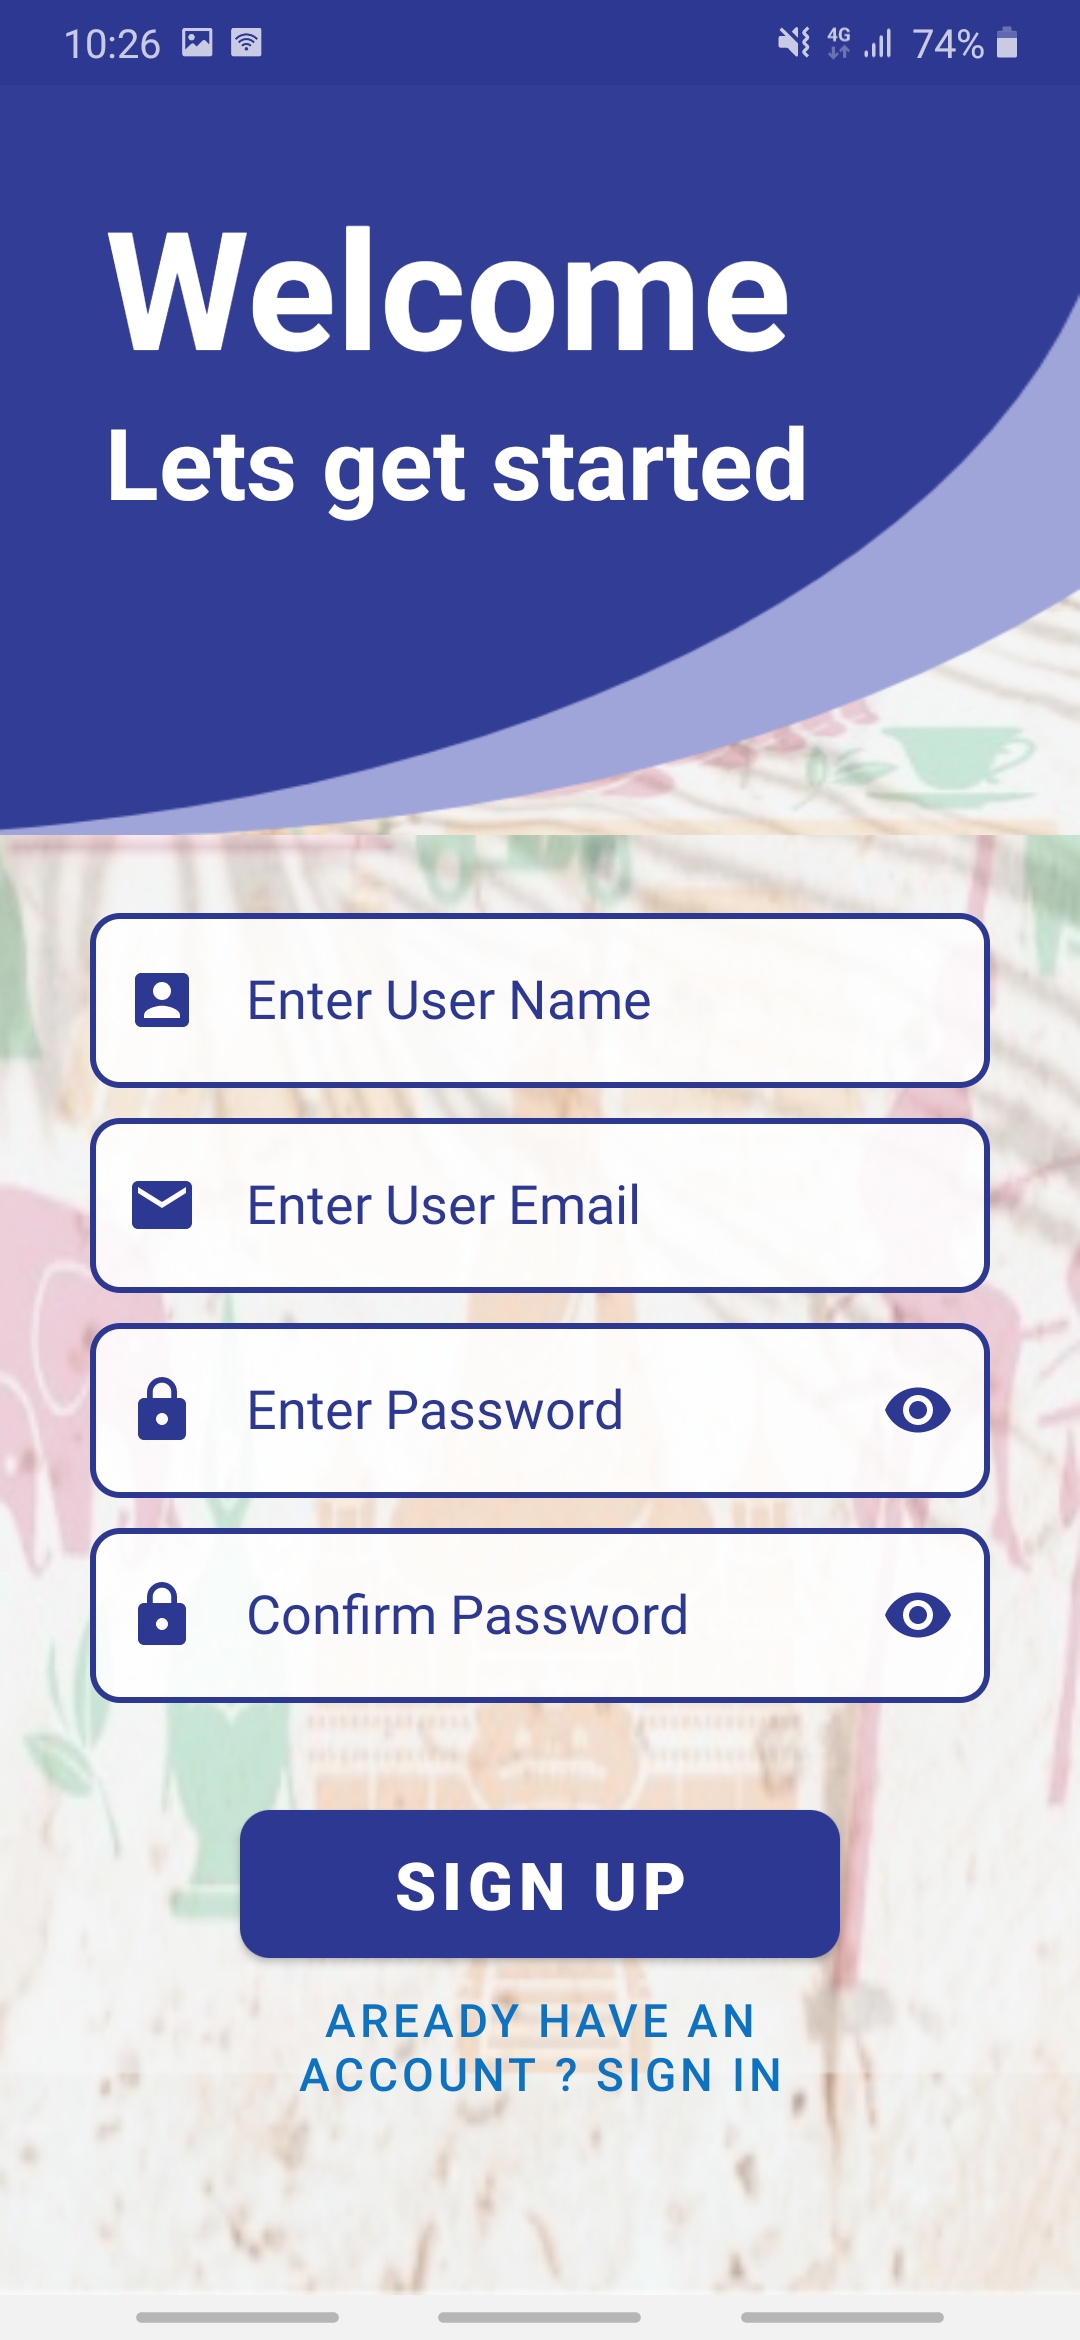 10:26 4G 74%
Welcome
Lets get started
Enter User Name
Enter User Email
Enter Password
Confirm Password
SIGN UP
AREADY HAVE AN
ACCOUNT ? SIGN IN